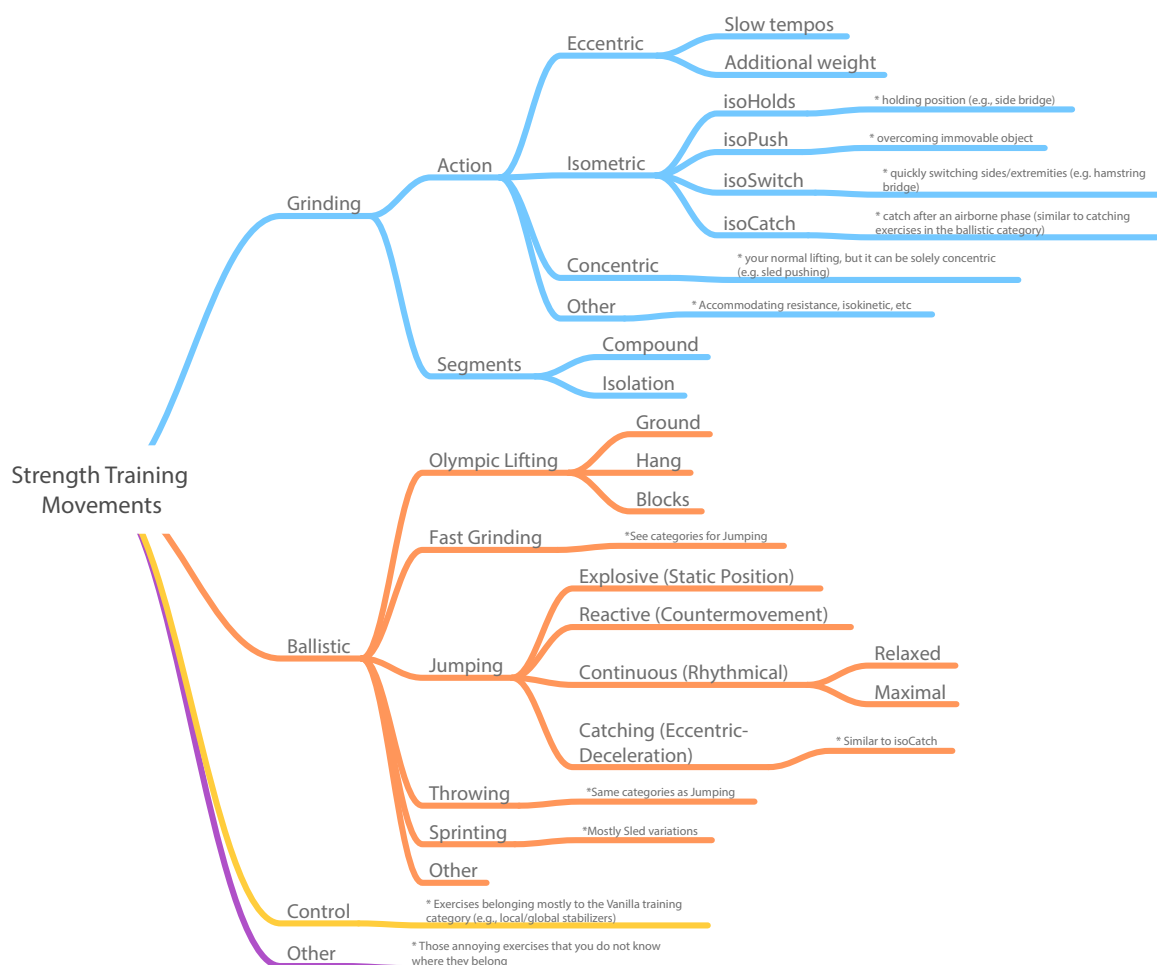 Slow tempos
Eccentric
Additional weight
isoHolds
* holding position (e.g., side bridge)
isoPush
* overcoming immovable object
Action
Isometric
isoSwitch
* quickly switching sides/extremities (e.g. hamstring
bridge)
Grinding
isoCatch
* catch after an airborne phase (similar to catching
exercises in the ballistic category)
Concentric
* your normal lifting, but it can be solely concentric
(e.g. sled pushing)
Other
* Accommodating resistance, isokinetic, etc
Compound
Segments
Isolation
Strength Training
Movements
Ground
Olympic Lifting
Hang
Blocks
Fast Grinding
*See categories for Jumping
Explosive (Static Position)
Reactive (Countermovement)
Ballistic
Jumping
Continuous (Rhythmical)
Relaxed
Maximal
Catching (Eccentric-
Deceleration)
* Similar to isoCatch
Throwing
*Same categories as Jumping
Sprinting
*Mostly Sled variations
Other
Control
* Exercises belonging mostly to the Vanilla training
category (e.g., local/global stabilizers)
Other
* Those annoying exercises that you do not know
where they belong